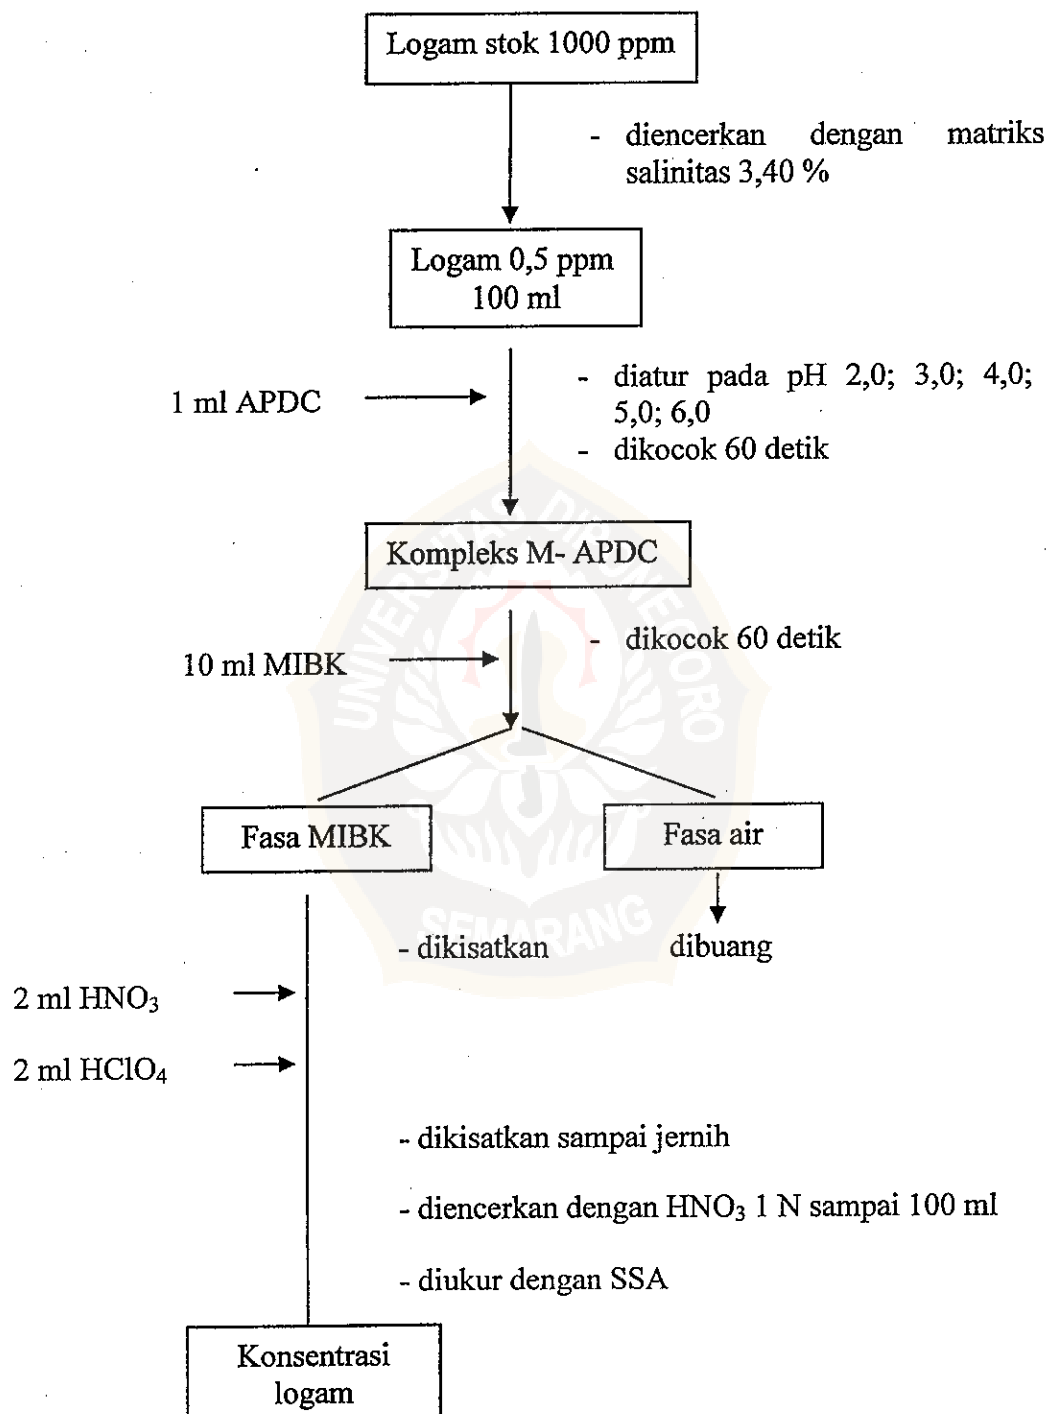 Logam stok 1000 ppm
- diencerkan dengan matriks
salinitas 3,40 %
Logam 0,5 ppm
100 ml
1 ml APDC
- diatur pada pH 2,0; 3,0; 4,0;
5,0; 6,0
- dikocok 60 detik
Kompleks M- APDC
- dikocok 60 detik
10 ml MIBK
Fasa MIBK
Fasa air
- dikisatkan
dibuang
2 ml HNO₃
2 ml HClO₄
- dikisatkan sampai jernih
- diencerkan dengan HNO₃ 1 N sampai 100 ml
- diukur dengan SSA
Konsentrasi
logam
UNIVERSITAS DIPONEGORO
SEMARANG